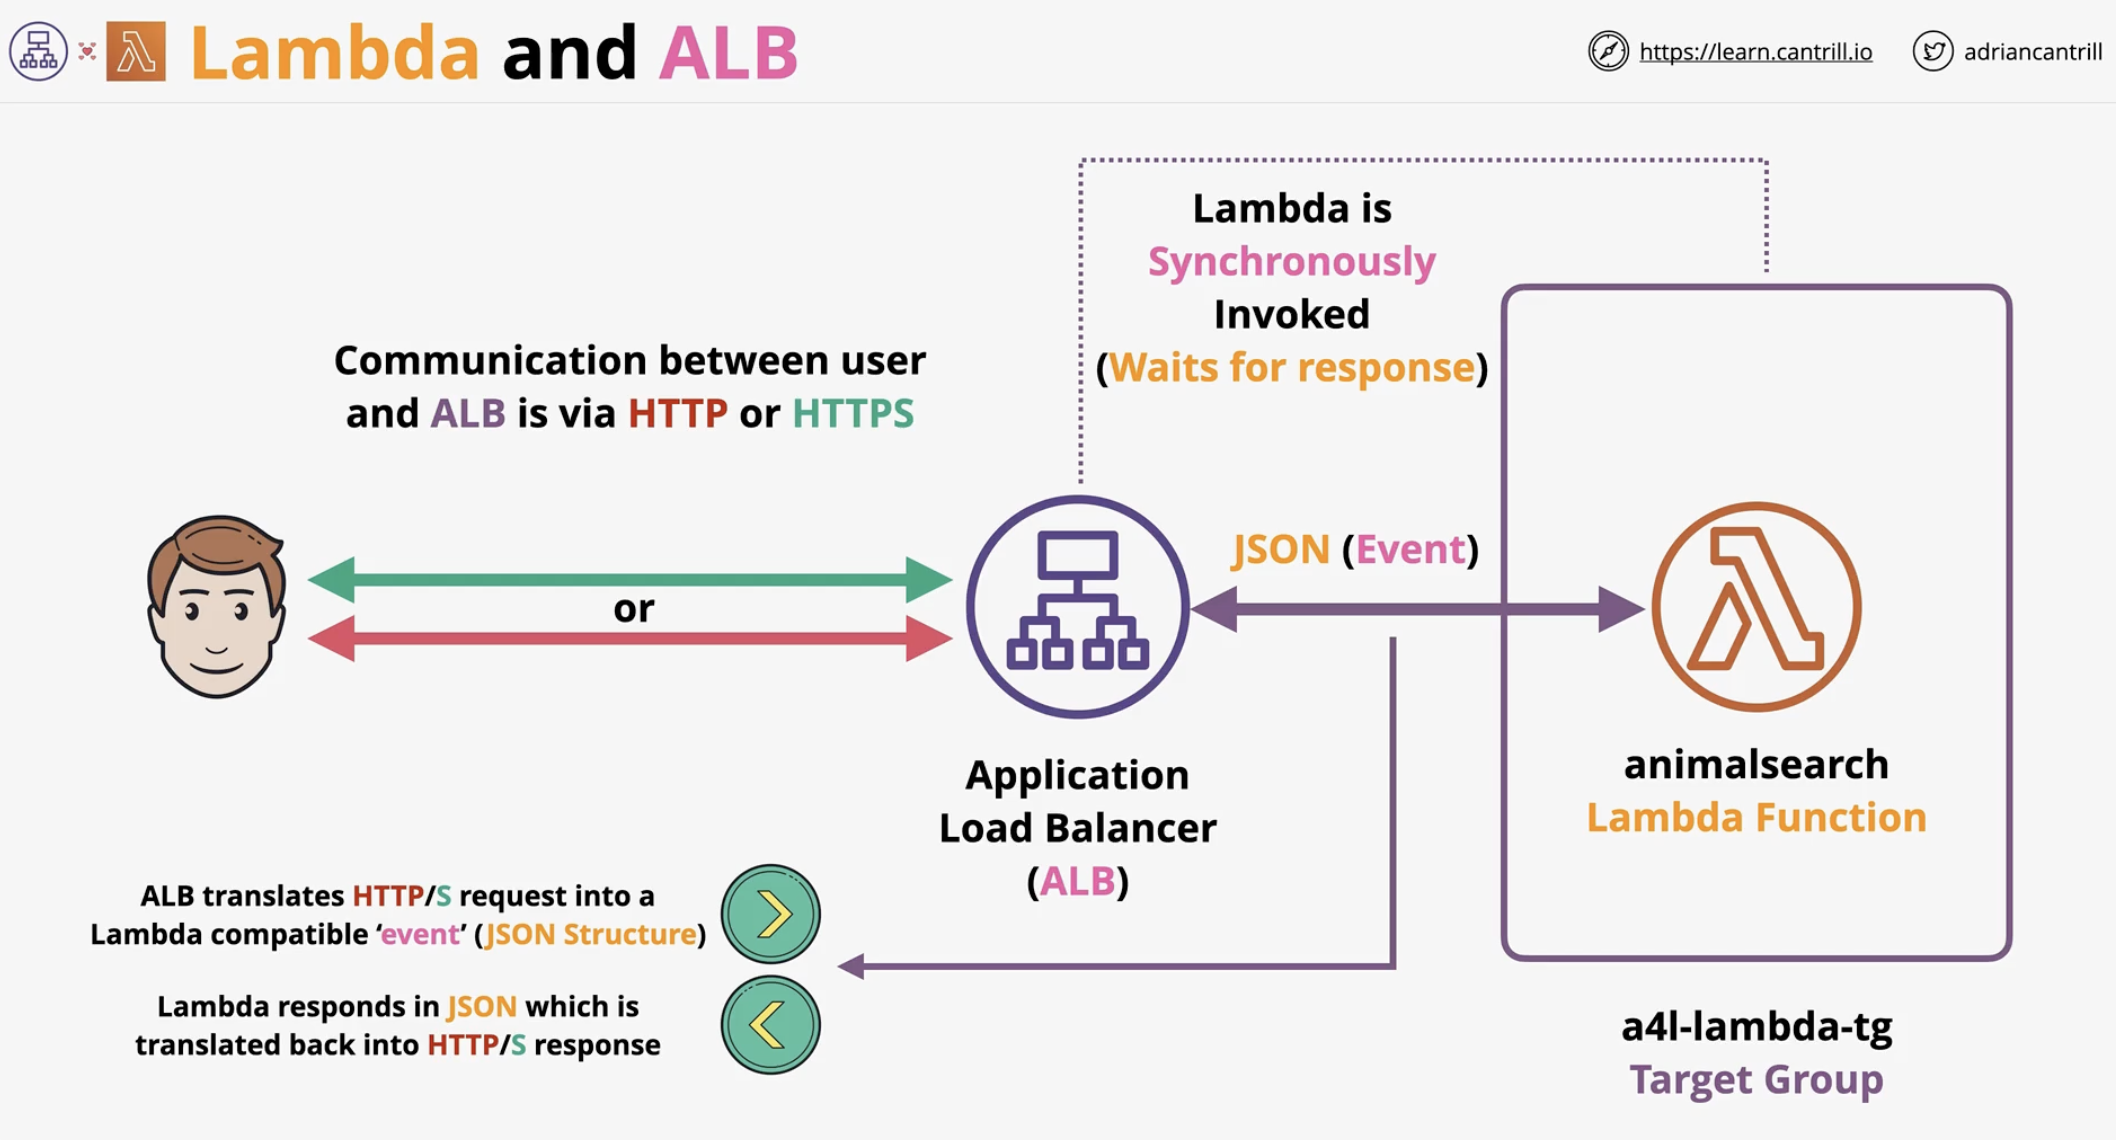 Lambda and ALB
https://learn.cantrill.io
adriancantrill
Lambda is
Synchronously
Invoked
(Waits for response)
Communication between user
and ALB is via HTTP or HTTPS
or
JSON (Event)
Application
Load Balancer
(ALB)
animalsearch
Lambda Function
ALB translates HTTP/S request into a
Lambda compatible ‘event’ (JSON Structure)
Lambda responds in JSON which is
translated back into HTTP/S response
a4l-lambda-tg
Target Group